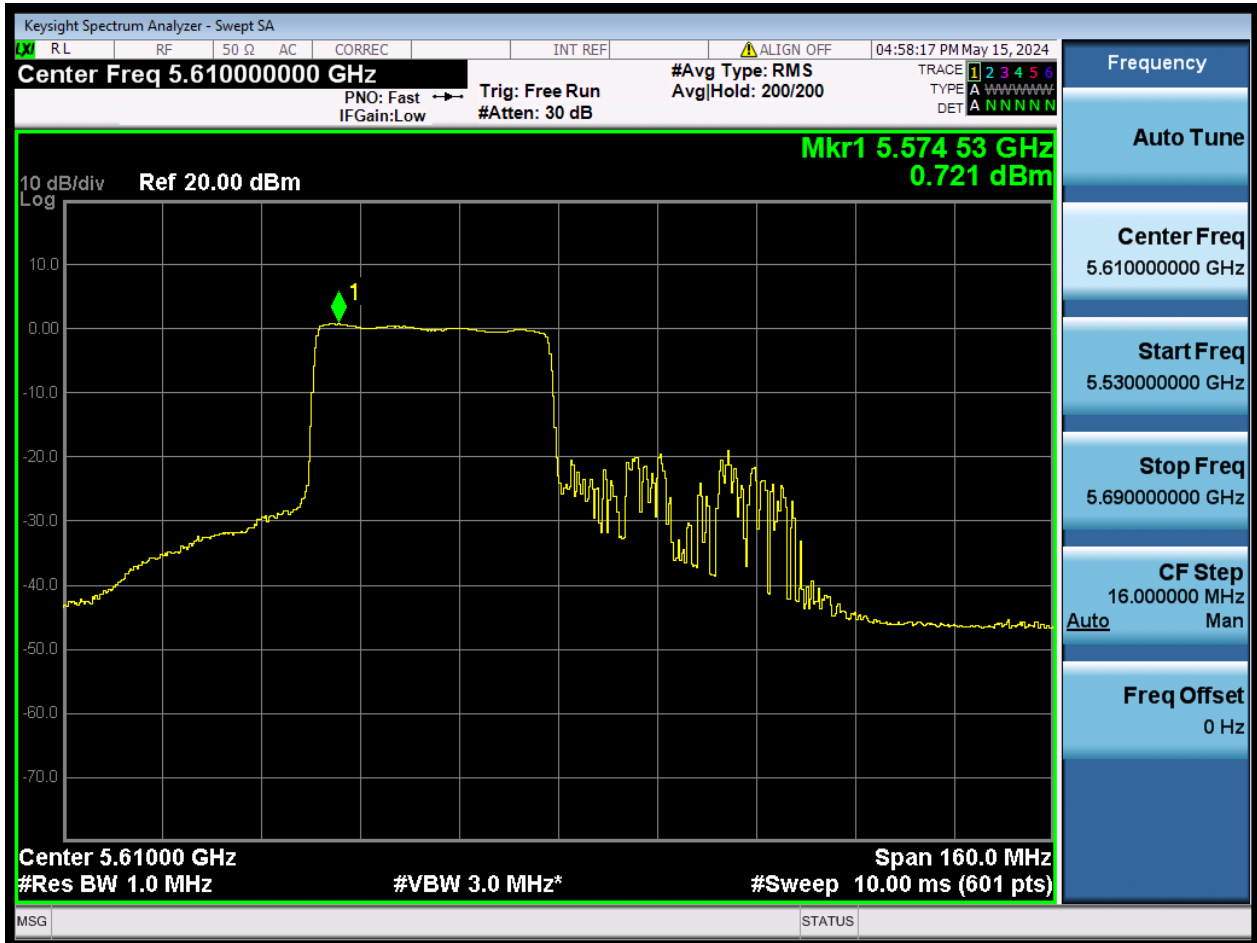 Keysight Spectrum Analyzer - Swept SA
LXI RL RF 50 Ω AC CORREC INT REF ALIGN OFF 04:58:17 PM May 15, 2024
Center Freq 5.610000000 GHz
PNO: Fast
IFGain:Low
Trig: Free Run
#Atten: 30 dB
#Avg Type: RMS
Avg|Hold: 200/200
TRACE 1 2 3 4 5 6
TYPE A WWWWW
DET A N N N N N
Mkr1 5.574 53 GHz
0.721 dBm
10 dB/div Ref 20.00 dBm
Log
10.0
1
0.00
-10.0
-20.0
-30.0
-40.0
-50.0
-60.0
-70.0
Center 5.61000 GHz Span 160.0 MHz
#Res BW 1.0 MHz #VBW 3.0 MHz* #Sweep 10.00 ms (601 pts)
MSG STATUS
Frequency
Auto Tune
Center Freq
5.610000000 GHz
Start Freq
5.530000000 GHz
Stop Freq
5.690000000 GHz
CF Step
16.000000 MHz
Auto Man
Freq Offset
0 Hz